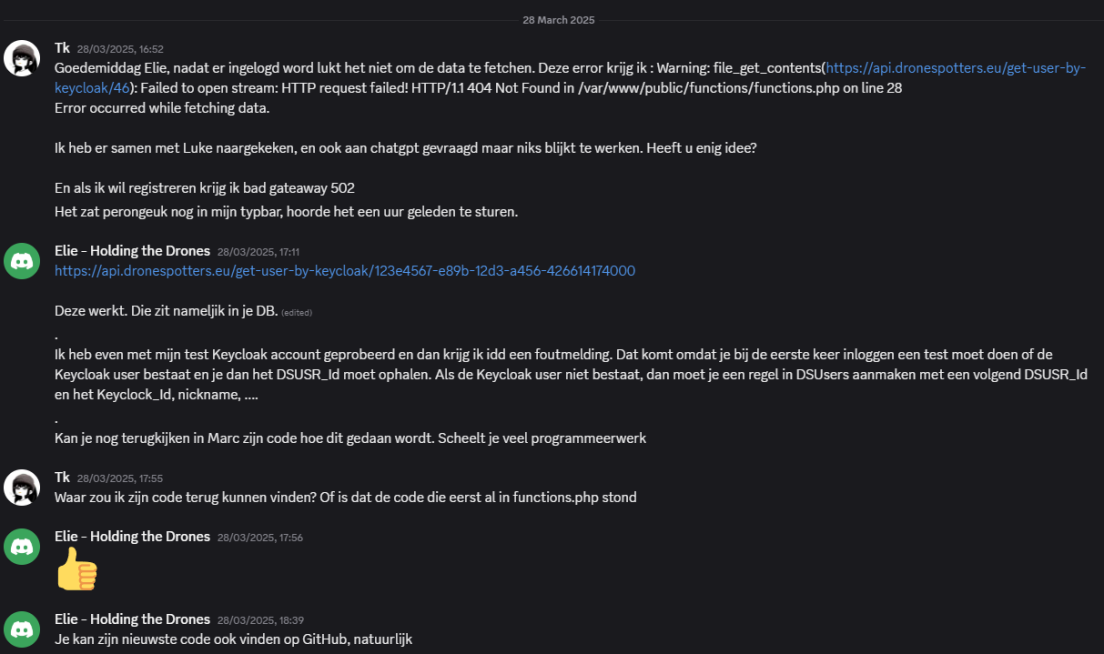 28 March 2025
Tk 28/03/2025, 16:52
Goedemiddag Elie, nadat er ingelogd word lukt het niet om de data te fetchen. Deze error krijg ik : Warning: file_get_contents(https://api.dronespotters.eu/get-user-by-
keycloak/46): Failed to open stream: HTTP request failed! HTTP/1.1 404 Not Found in /var/www/public/functions/functions.php on line 28
Error occurred while fetching data.
Ik heb er samen met Luke naargekeken, en ook aan chatgpt gevraagd maar niks blijkt te werken. Heeft u enig idee?
En als ik wil registreren krijg ik bad gateaway 502
Het zat perongeuk nog in mijn typbar, hoorde het een uur geleden te sturen.
Elie - Holding the Drones 28/03/2025, 17:11
https://api.dronespotters.eu/get-user-by-keycloak/123e4567-e89b-12d3-a456-426614174000
Deze werkt. Die zit nameljik in je DB. (edited)
.
Ik heb even met mijn test Keycloak account geprobeerd en dan krijg ik idd een foutmelding. Dat komt omdat je bij de eerste keer inloggen een test moet doen of de
Keycloak user bestaat en je dan het DSUSR_Id moet ophalen. Als de Keycloak user niet bestaat, dan moet je een regel in DSUsers aanmaken met een volgend DSUSR_Id
en het Keyclock_Id, nickname, ....
.
Kan je nog terugkijken in Marc zijn code hoe dit gedaan wordt. Scheelt je veel programmeerwerk
Tk 28/03/2025, 17:55
Waar zou ik zijn code terug kunnen vinden? Of is dat de code die eerst al in functions.php stond
Elie - Holding the Drones 28/03/2025, 17:56
Elie - Holding the Drones 28/03/2025, 18:39
Je kan zijn nieuwste code ook vinden op GitHub, natuurlijk